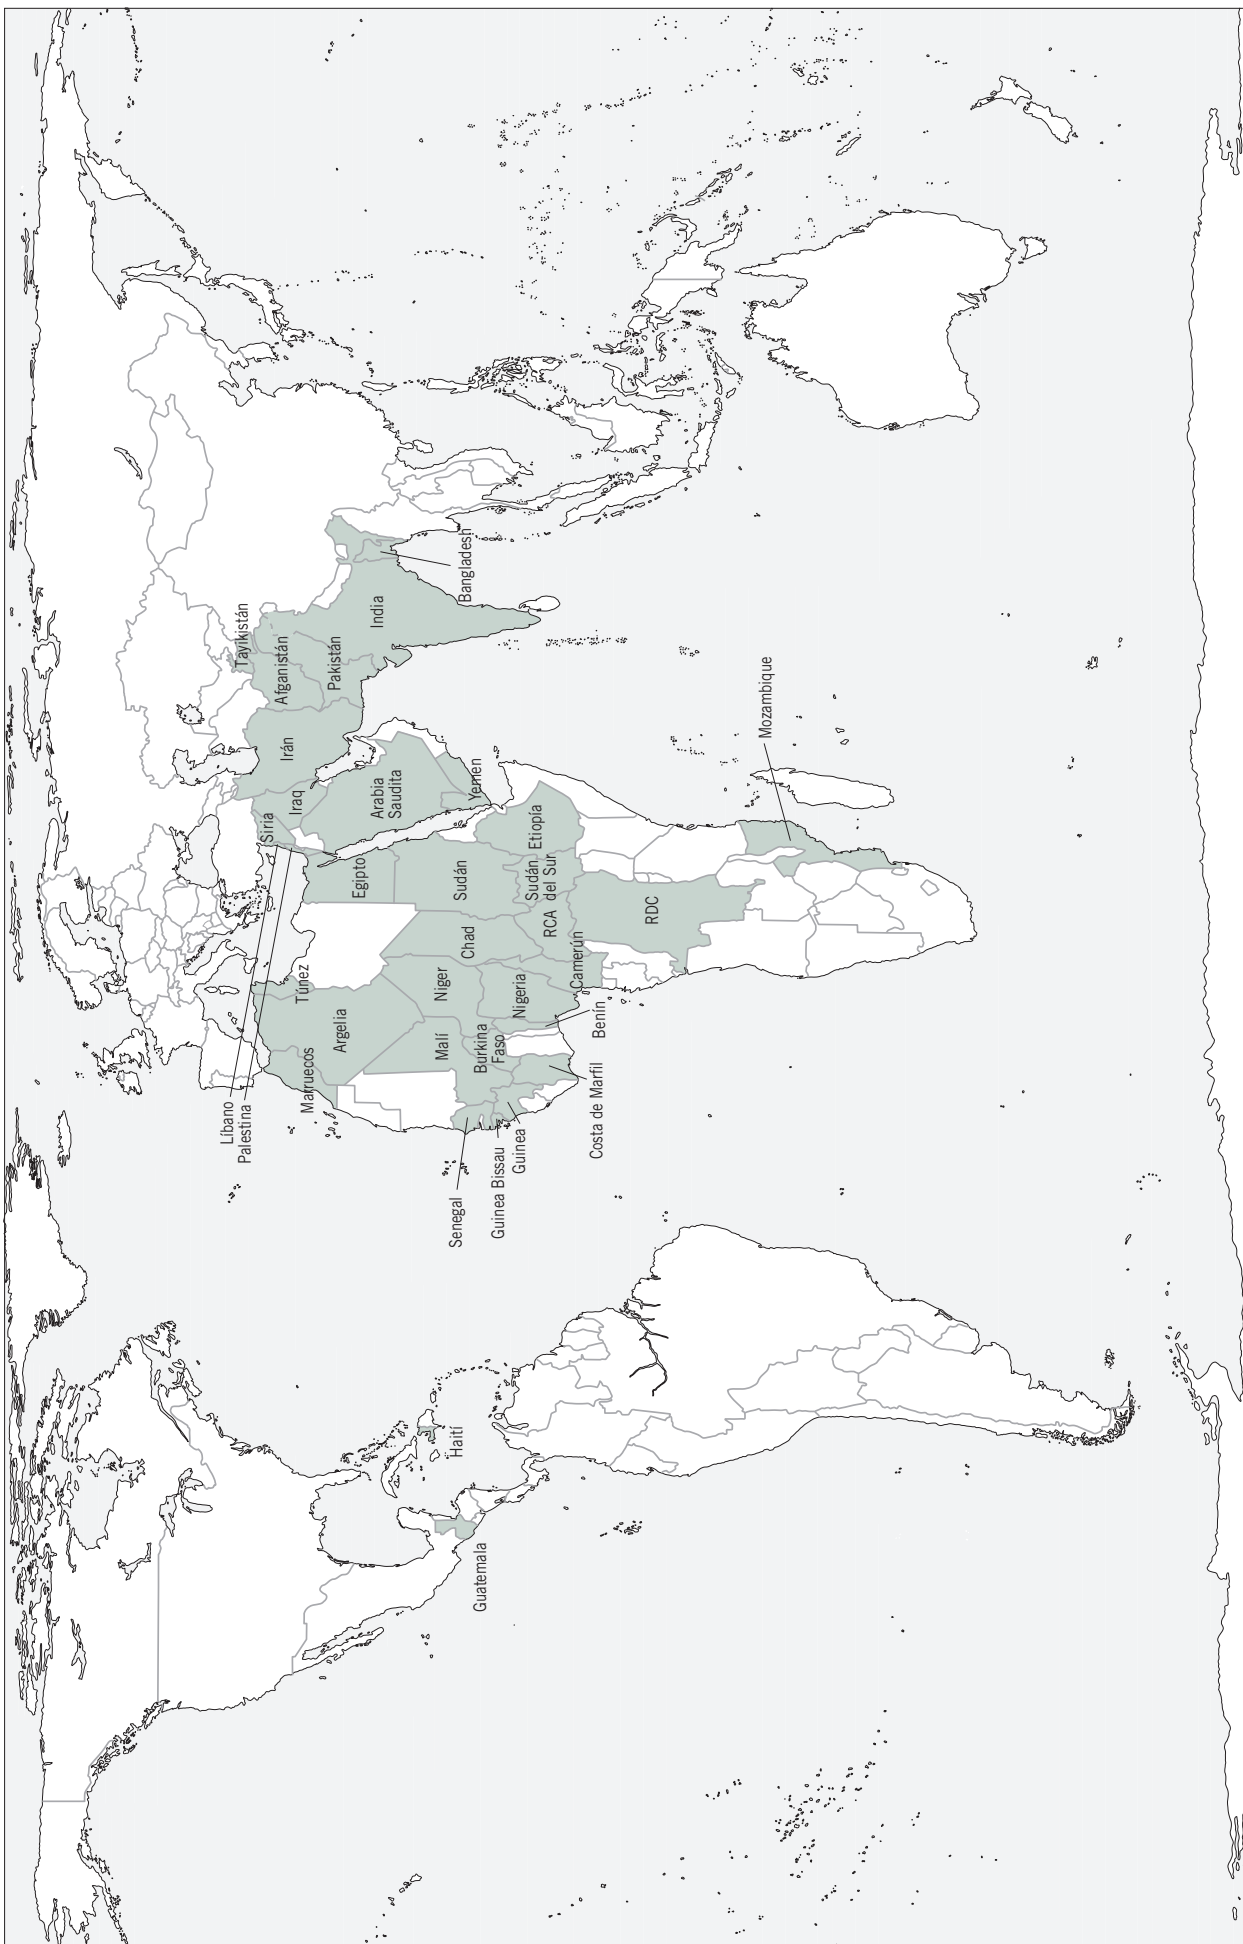 Guatemala
Haití
Senegal
Guinea Bissau
Guinea
Costa de Marfil
Líbano
Palestina
Marruecos
Argelia
Túnez
Malí
Burkina
Faso
Níger
Nigeria
Benín
Camerún
Chad
RCA
Sudán
del Sur
Sudán
Egipto
Etiopía
RDC
Mozambique
Siria
Iraq
Arabia
Saudita
Yemen
Irán
Afganistán
Tayikistán
Pakistán
India
Bangladesh